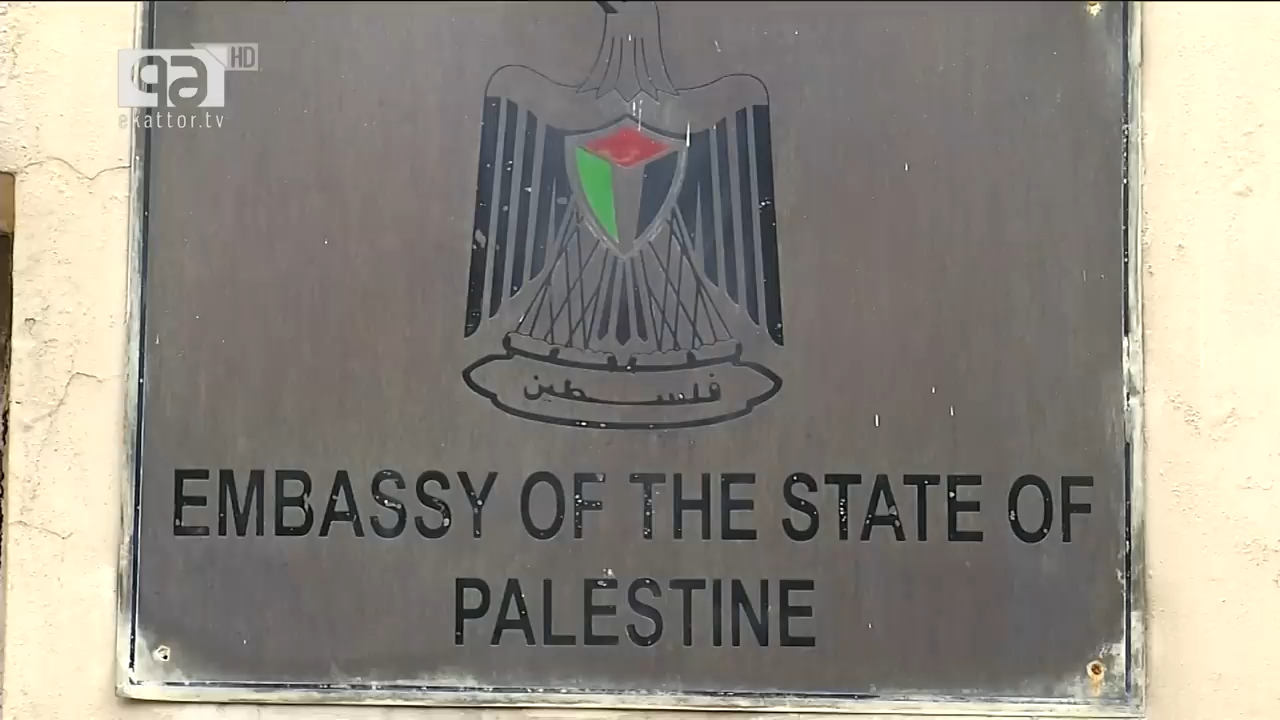 HD
ekattor.tv
فلسطين
EMBASSY OF THE STATE OF
PALESTINE